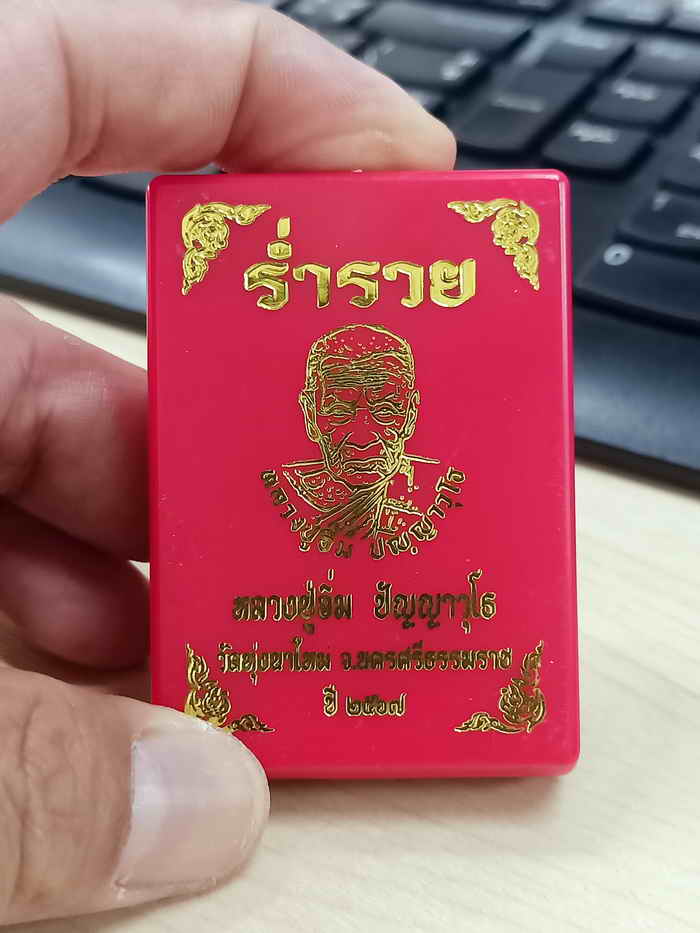 ร่ำรวย
หลวงปู่อิ่ม ปัญญาวุโธ
หลวงปู่อิ่ม ปัญญาวุโธ
วัดทุ่งนาใหม่ จ.นครศรีธรรมราช
ปี ๒๕๖๗